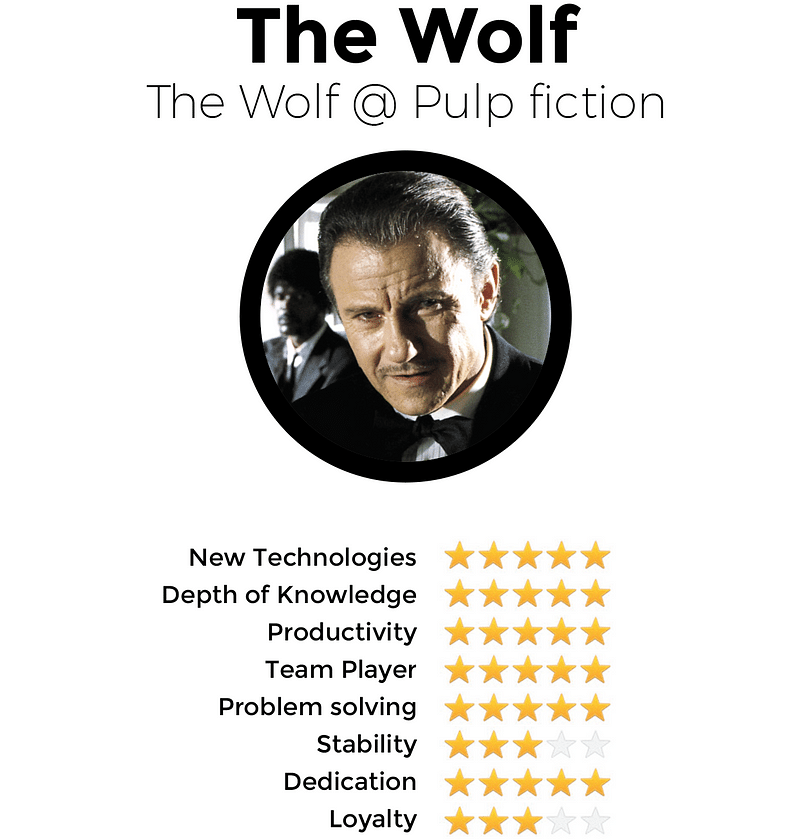 The Wolf
The Wolf @ Pulp fiction
New Technologies
Depth of Knowledge
Productivity
Team Player
Problem solving
Stability
Dedication
Loyalty